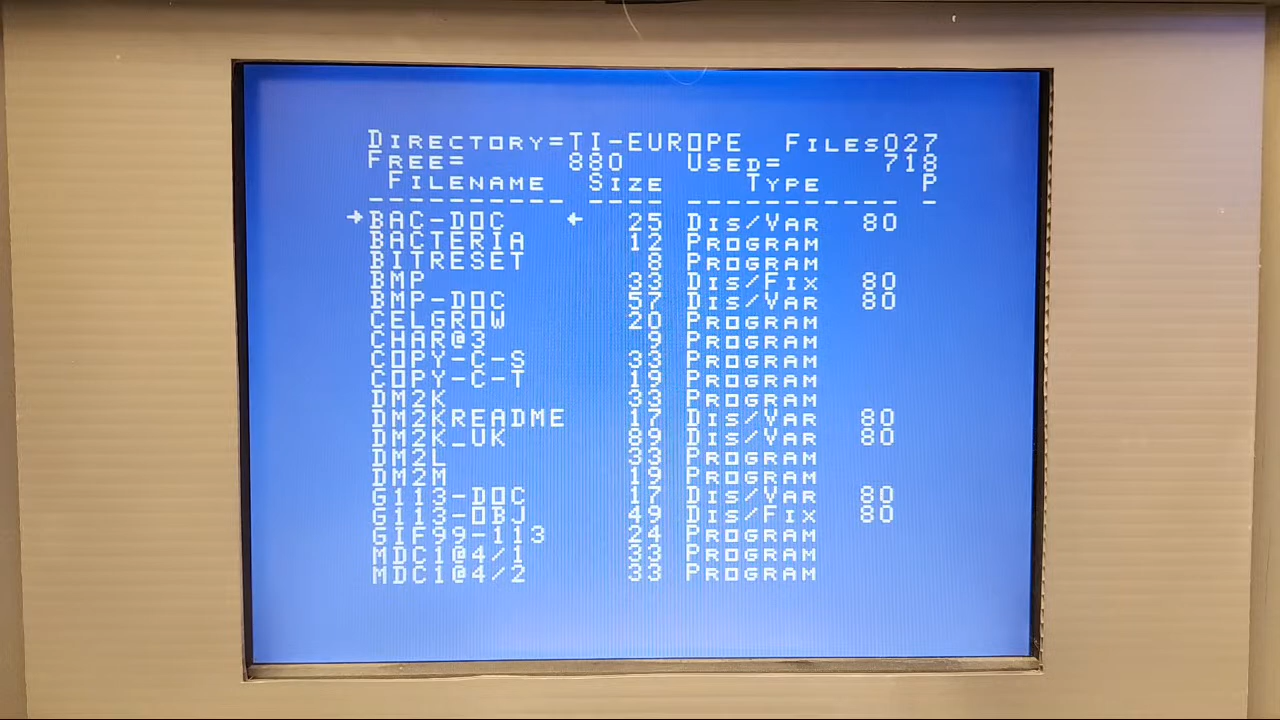 DIRECTORY=TI-EUROPE FILES027
FREE= 880 USED= 718
FILENAME SIZE TYPE P
---------- ---- ----------- -
→BAC-DOC ← 25 DIS/VAR 80
BACTERIA 12 PROGRAM
BITRESET 8 PROGRAM
BMP 33 DIS/FIX 80
BMP-DOC 57 DIS/VAR 80
CELGROW 20 PROGRAM
CHAR@3 9 PROGRAM
COPY-C-S 33 PROGRAM
COPY-C-T 19 PROGRAM
DM2K 33 PROGRAM
DM2KREADME 17 DIS/VAR 80
DM2K_UK 89 DIS/VAR 80
DM2L 33 PROGRAM
DM2M 19 PROGRAM
G113-DOC 17 DIS/VAR 80
G113-OBJ 49 DIS/FIX 80
GIF99-113 24 PROGRAM
MDC1@4/1 33 PROGRAM
MDC1@4/2 33 PROGRAM